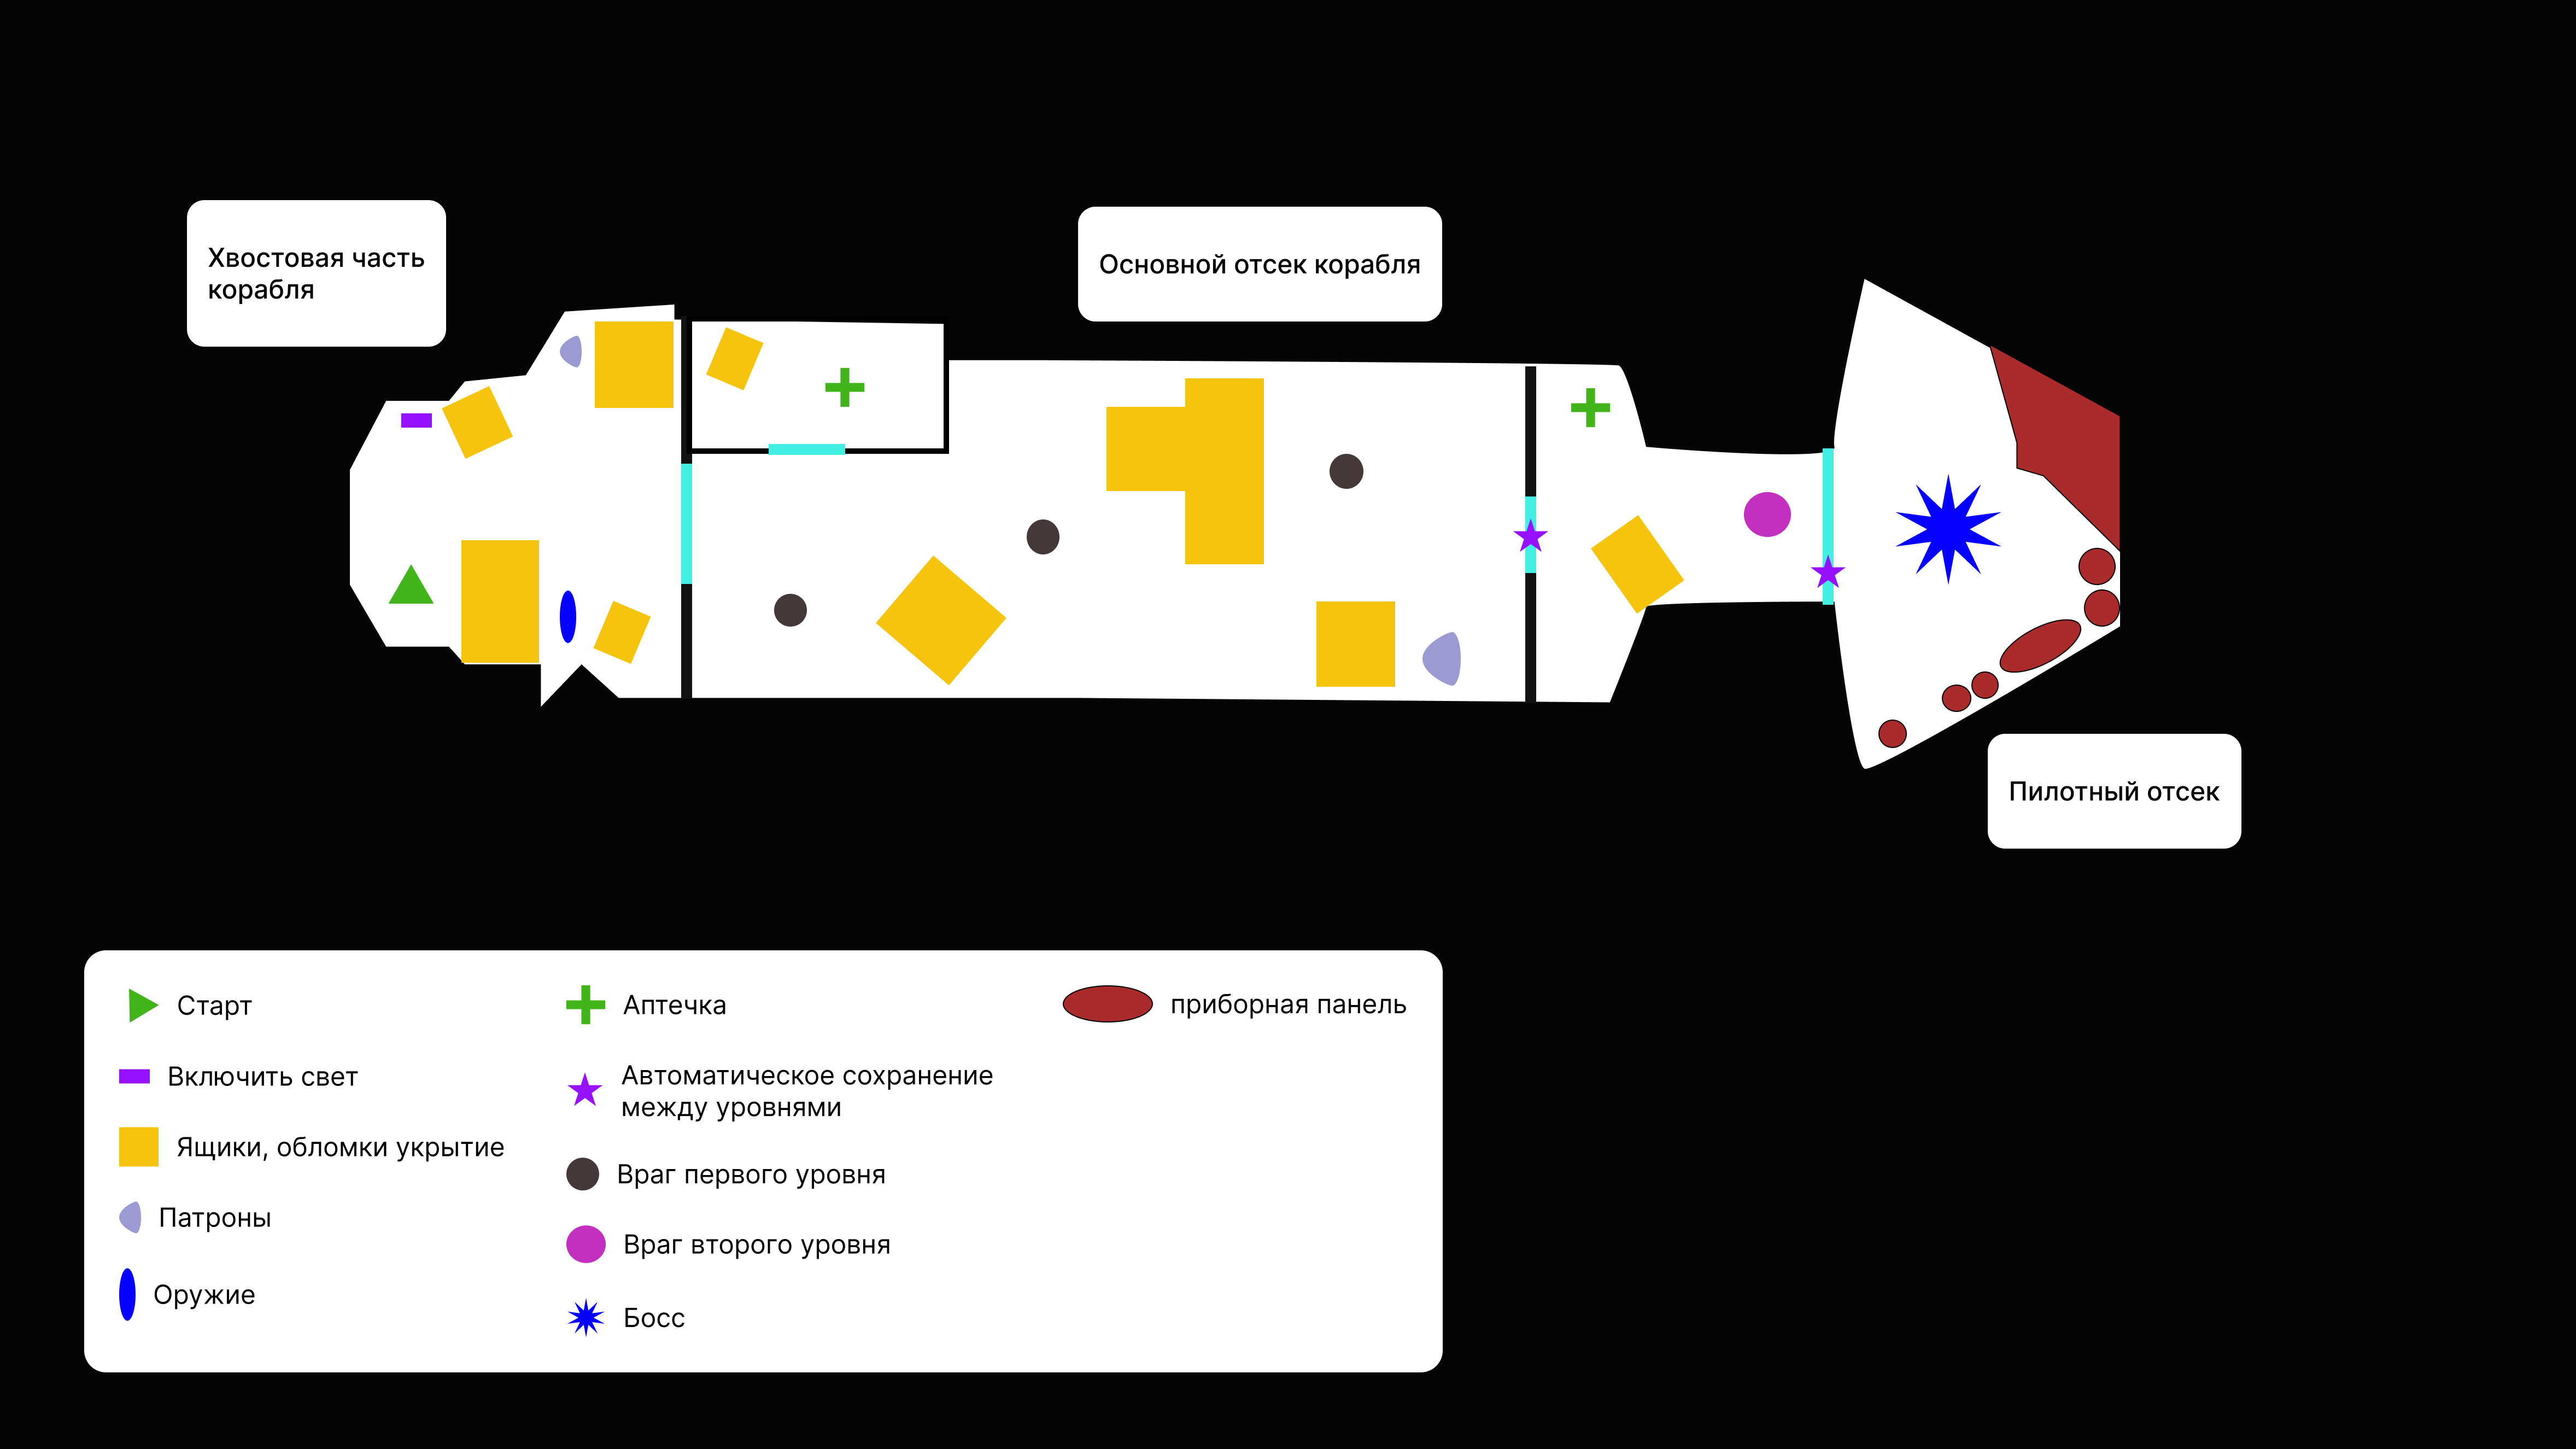 Хвостовая часть
корабля
Основной отсек корабля
Пилотный отсек
Старт
Включить свет
Ящики, обломки укрытие
Патроны
Оружие
Аптечка
Автоматическое сохранение
между уровнями
Враг первого уровня
Враг второго уровня
Босс
приборная панель